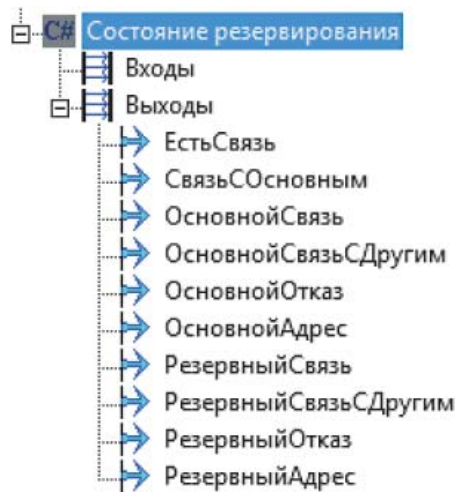 C# Состояние резервирования
Входы
Выходы
ЕстьСвязь
СвязьСОсновным
ОсновнойСвязь
ОсновнойСвязьСДругим
ОсновнойОтказ
ОсновнойАдрес
РезервныйСвязь
РезервныйСвязьСДругим
РезервныйОтказ
РезервныйАдрес